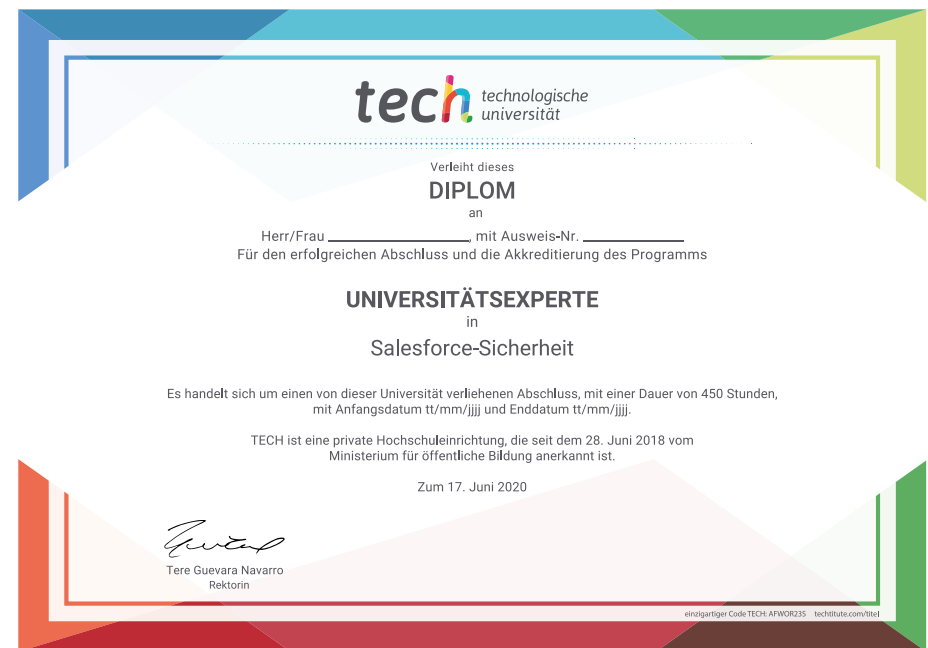 tech technologische
universität
Verleiht dieses
DIPLOM
an
Herr/Frau ____________________, mit Ausweis-Nr. ______________
Für den erfolgreichen Abschluss und die Akkreditierung des Programms
UNIVERSITÄTSEXPERTE
in
Salesforce-Sicherheit
Es handelt sich um einen von dieser Universität verliehenen Abschluss, mit einer Dauer von 450 Stunden,
mit Anfangsdatum tt/mm/jjjj und Enddatum tt/mm/jjjj.
TECH ist eine private Hochschuleinrichtung, die seit dem 28. Juni 2018 vom
Ministerium für öffentliche Bildung anerkannt ist.
Zum 17. Juni 2020
Tere Guevara Navarro
Rektorin
einzigartiger Code TECH: AFWOR23S techtitute.com/titel